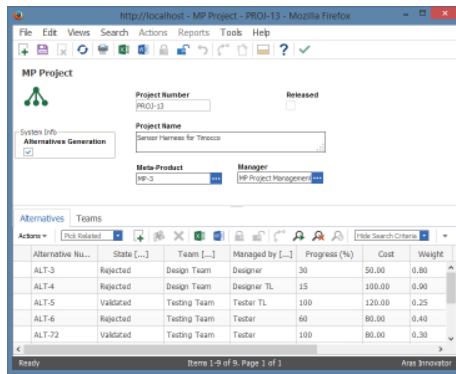 http://localhost - MP Project - PROJ-13 - Mozilla Firefox
File Edit Views Search Actions Reports Tools Help
MP Project
Project Number
PROJ-13
Released
System Info
Alternatives Generation
Project Name
Sensor Harness for Timocco
Meta-Product
MP-3
Manager
MP Project Management
Alternatives Teams
Actions Pick Related Hide Search Criteria
Alternative Nu... State [...] Team [...] Managed by [...] Progress (%) Cost Weight
ALT-3 Rejected Design Team Designer 30 50.00 0.80
ALT-4 Rejected Design Team Designer TL 15 100.00 0.90
ALT-5 Validated Testing Team Tester TL 100 120.00 0.25
ALT-6 Rejected Testing Team Tester 60 80.00 0.40
ALT-72 Validated Testing Team Tester 100 80.00 0.30
Ready Items 1-9 of 9. Page 1 of 1 Aras Innovator